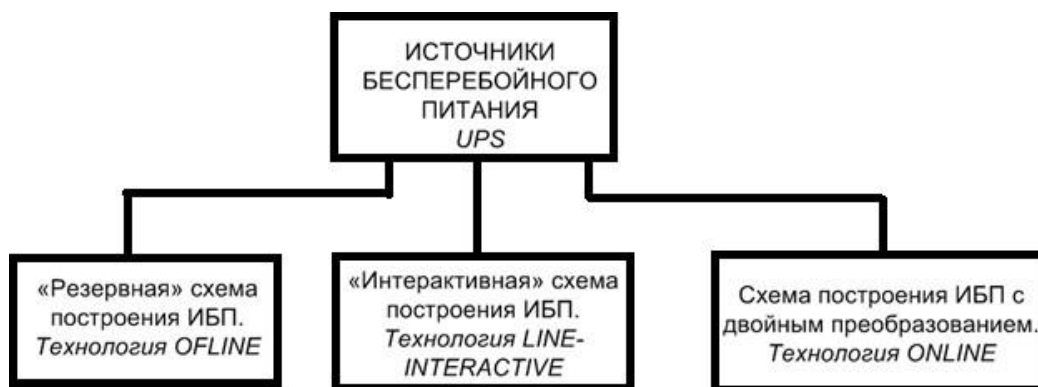 ИСТОЧНИКИ
БЕСПЕРЕБОЙНОГО
ПИТАНИЯ
UPS
«Резервная» схема
построения ИБП.
Технология OFLINE
«Интерактивная» схема
построения ИБП.
Технология LINE-
INTERACTIVE
Схема построения ИБП с
двойным преобразованием.
Технология ONLINE